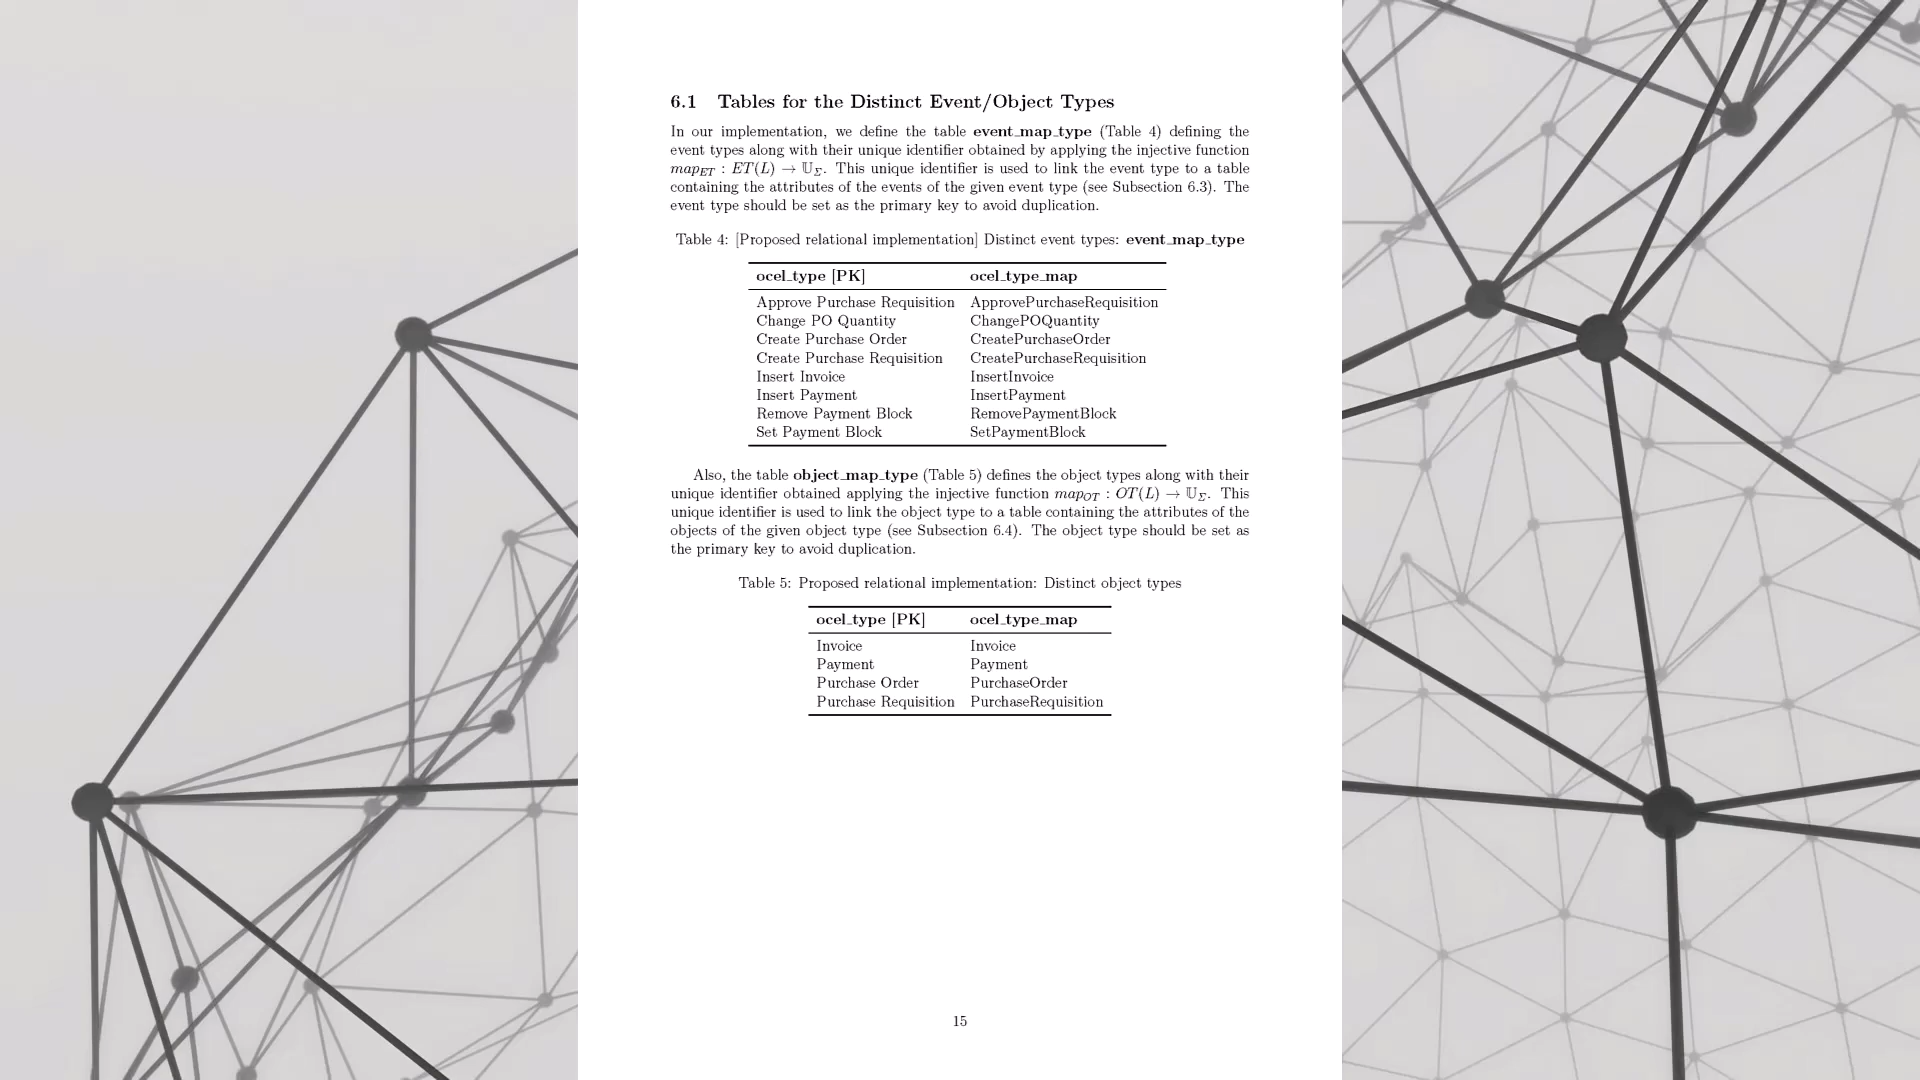 6.1 Tables for the Distinct Event/Object Types
In our implementation, we define the table event_map_type (Table 4) defining the
event types along with their unique identifier obtained by applying the injective function
map_ET : ET(L) → 𝕌_Σ. This unique identifier is used to link the event type to a table
containing the attributes of the events of the given event type (see Subsection 6.3). The
event type should be set as the primary key to avoid duplication.
Table 4: [Proposed relational implementation] Distinct event types: event_map_type
ocel_type [PK] ocel_type_map
Approve Purchase Requisition ApprovePurchaseRequisition
Change PO Quantity ChangePOQuantity
Create Purchase Order CreatePurchaseOrder
Create Purchase Requisition CreatePurchaseRequisition
Insert Invoice InsertInvoice
Insert Payment InsertPayment
Remove Payment Block RemovePaymentBlock
Set Payment Block SetPaymentBlock
Also, the table object_map_type (Table 5) defines the object types along with their
unique identifier obtained applying the injective function map_OT : OT(L) → 𝕌_Σ. This
unique identifier is used to link the object type to a table containing the attributes of the
objects of the given object type (see Subsection 6.4). The object type should be set as
the primary key to avoid duplication.
Table 5: Proposed relational implementation: Distinct object types
ocel_type [PK] ocel_type_map
Invoice Invoice
Payment Payment
Purchase Order PurchaseOrder
Purchase Requisition PurchaseRequisition
15